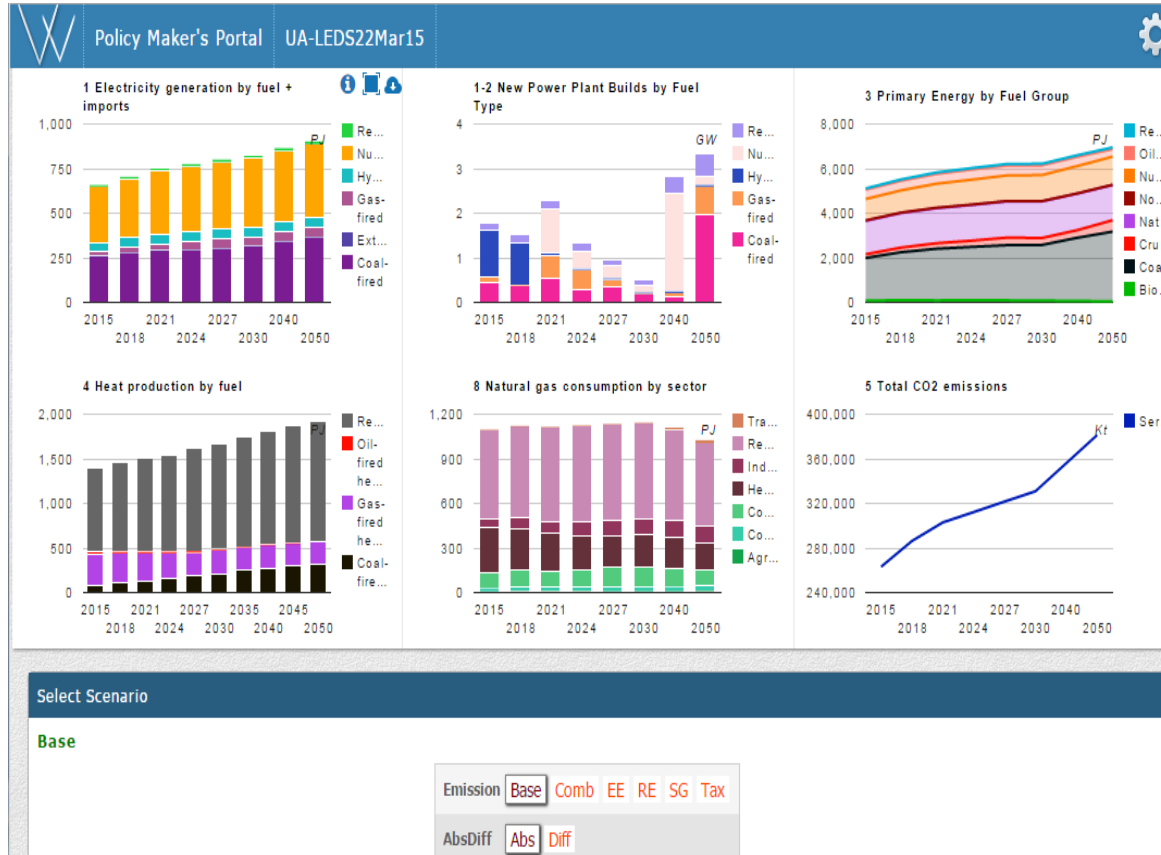 Policy Maker's Portal UA-LEDS22Mar15
1 Electricity generation by fuel +
imports
1,000
750
500
250
0
PJ
2015 2021 2027 2040
2018 2024 2030 2050
Re...
Nu...
Hy...
Gas-
fired
Ext...
Coal-
fired
1-2 New Power Plant Builds by Fuel
Type
4
3
2
1
0
GW
2015 2021 2027 2040
2018 2024 2030 2050
Re...
Nu...
Hy...
Gas-
fired
Coal-
fired
3 Primary Energy by Fuel Group
8,000
6,000
4,000
2,000
0
PJ
2015 2021 2027 2040
2018 2024 2030 2050
Re..
Oil..
Nu..
No..
Nat
Cru
Coa
Bio..
4 Heat production by fuel
2,000
1,500
1,000
500
0
PJ
2015 2021 2027 2035 2045
2018 2024 2030 2040 2050
Re...
Oil-
fired
he...
Gas-
fired
he...
Coal-
fire...
8 Natural gas consumption by sector
1,200
900
600
300
0
PJ
2015 2021 2027 2040
2018 2024 2030 2050
Tra...
Re...
Ind...
He...
Co...
Co...
Agr...
5 Total CO2 emissions
400,000
360,000
320,000
280,000
240,000
Kt
2015 2021 2027 2040
2018 2024 2030 2050
Ser
Select Scenario
Base
Emission Base Comb EE RE SG Tax
AbsDiff Abs Diff